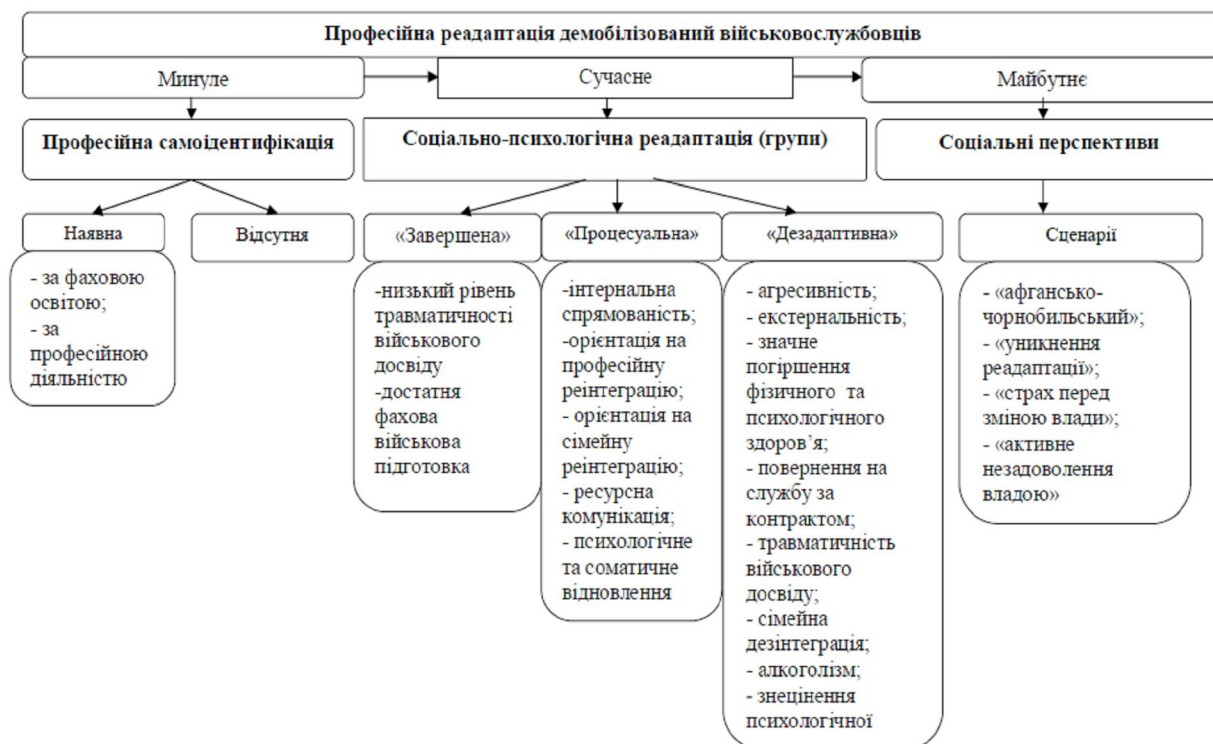 Професійна реадаптація демобілізований військовослужбовців
Минуле
Сучасне
Майбутнє
Професійна самоідентифікація
Соціально-психологічна реадаптація (групи)
Соціальні перспективи
Наявна
Відсутня
«Завершена»
«Процесуальна»
«Дезадаптивна»
Сценарії
- за фаховою
освітою;
- за
професійною
діяльністю
-низький рівень
травматичності
військового
досвіду
-достатня
фахова
військова
підготовка
-інтернальна
спрямованість;
-орієнтація на
професійну
реінтеграцію;
- орієнтація на
сімейну
реінтеграцію;
- ресурсна
комунікація;
- психологічне
та соматичне
відновлення
- агресивність;
- екстернальність;
- значне
погіршення
фізичного та
психологічного
здоров’я;
- повернення на
службу за
контрактом;
- травматичність
військового
досвіду;
- сімейна
дезінтеграція;
- алкоголізм;
- знецінення
психологічної
- «афгансько-
чорнобильський»;
- «уникнення
реадаптації»;
- «страх перед
зміною влади»;
- «активне
незадоволення
владою»